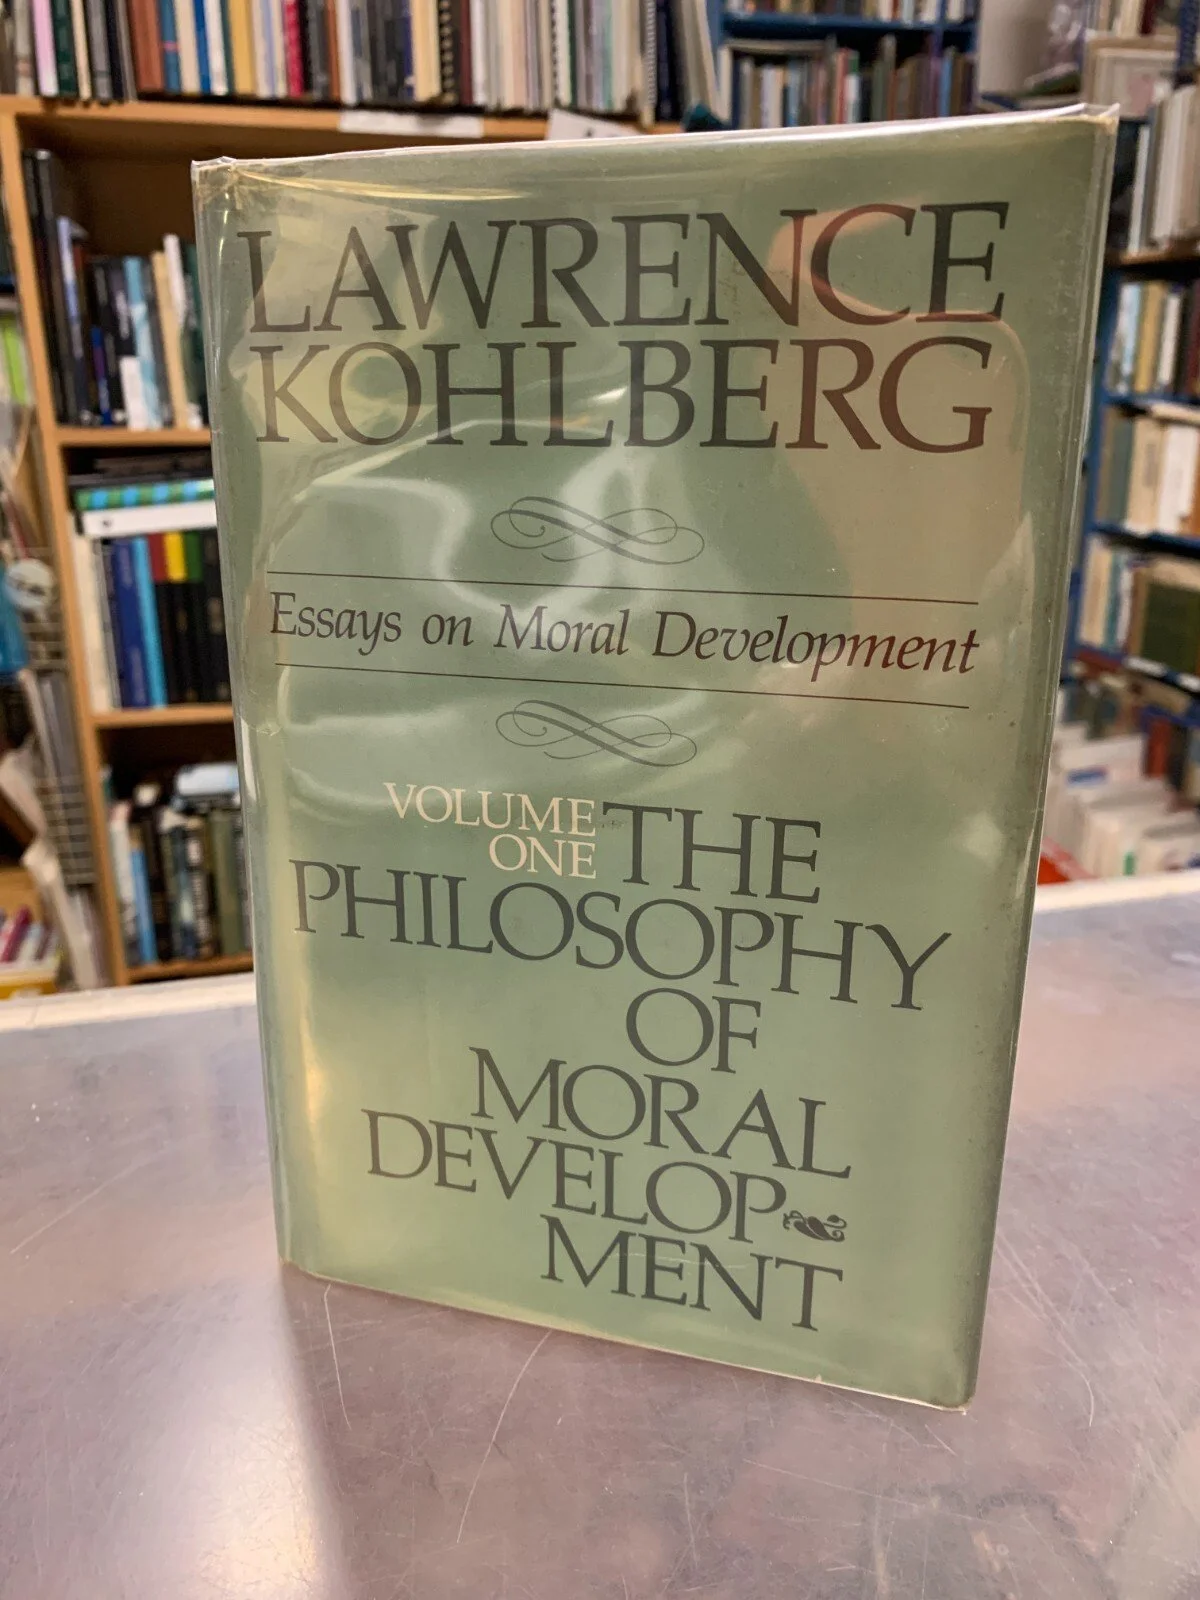 LAWRENCE
KOHLBERG
Essays on Moral Development
VOLUME
ONE
THE
PHILOSOPHY
OF
MORAL
DEVELOP
MENT